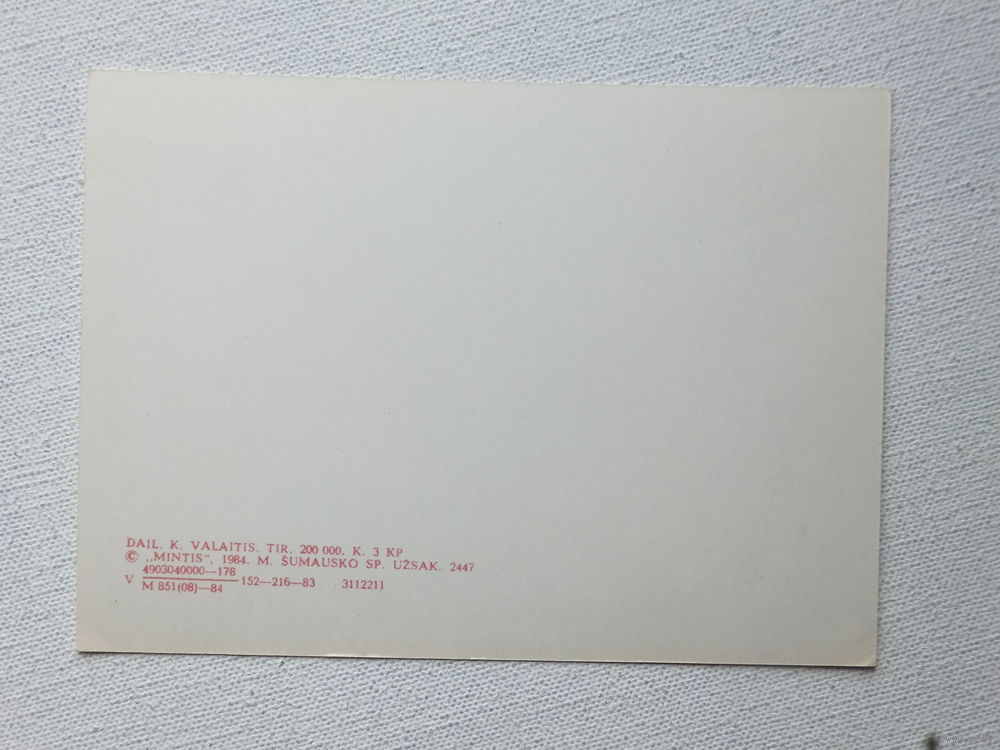 DAIL. K. VALAITIS. TIR. 200 000. K. 3 KP
© „MINTIS", 1984. M. ŠUMAUSKO SP. UŽSAK. 2447
4903040000—178
V 152—216—83 3112211
M 851(08)—84